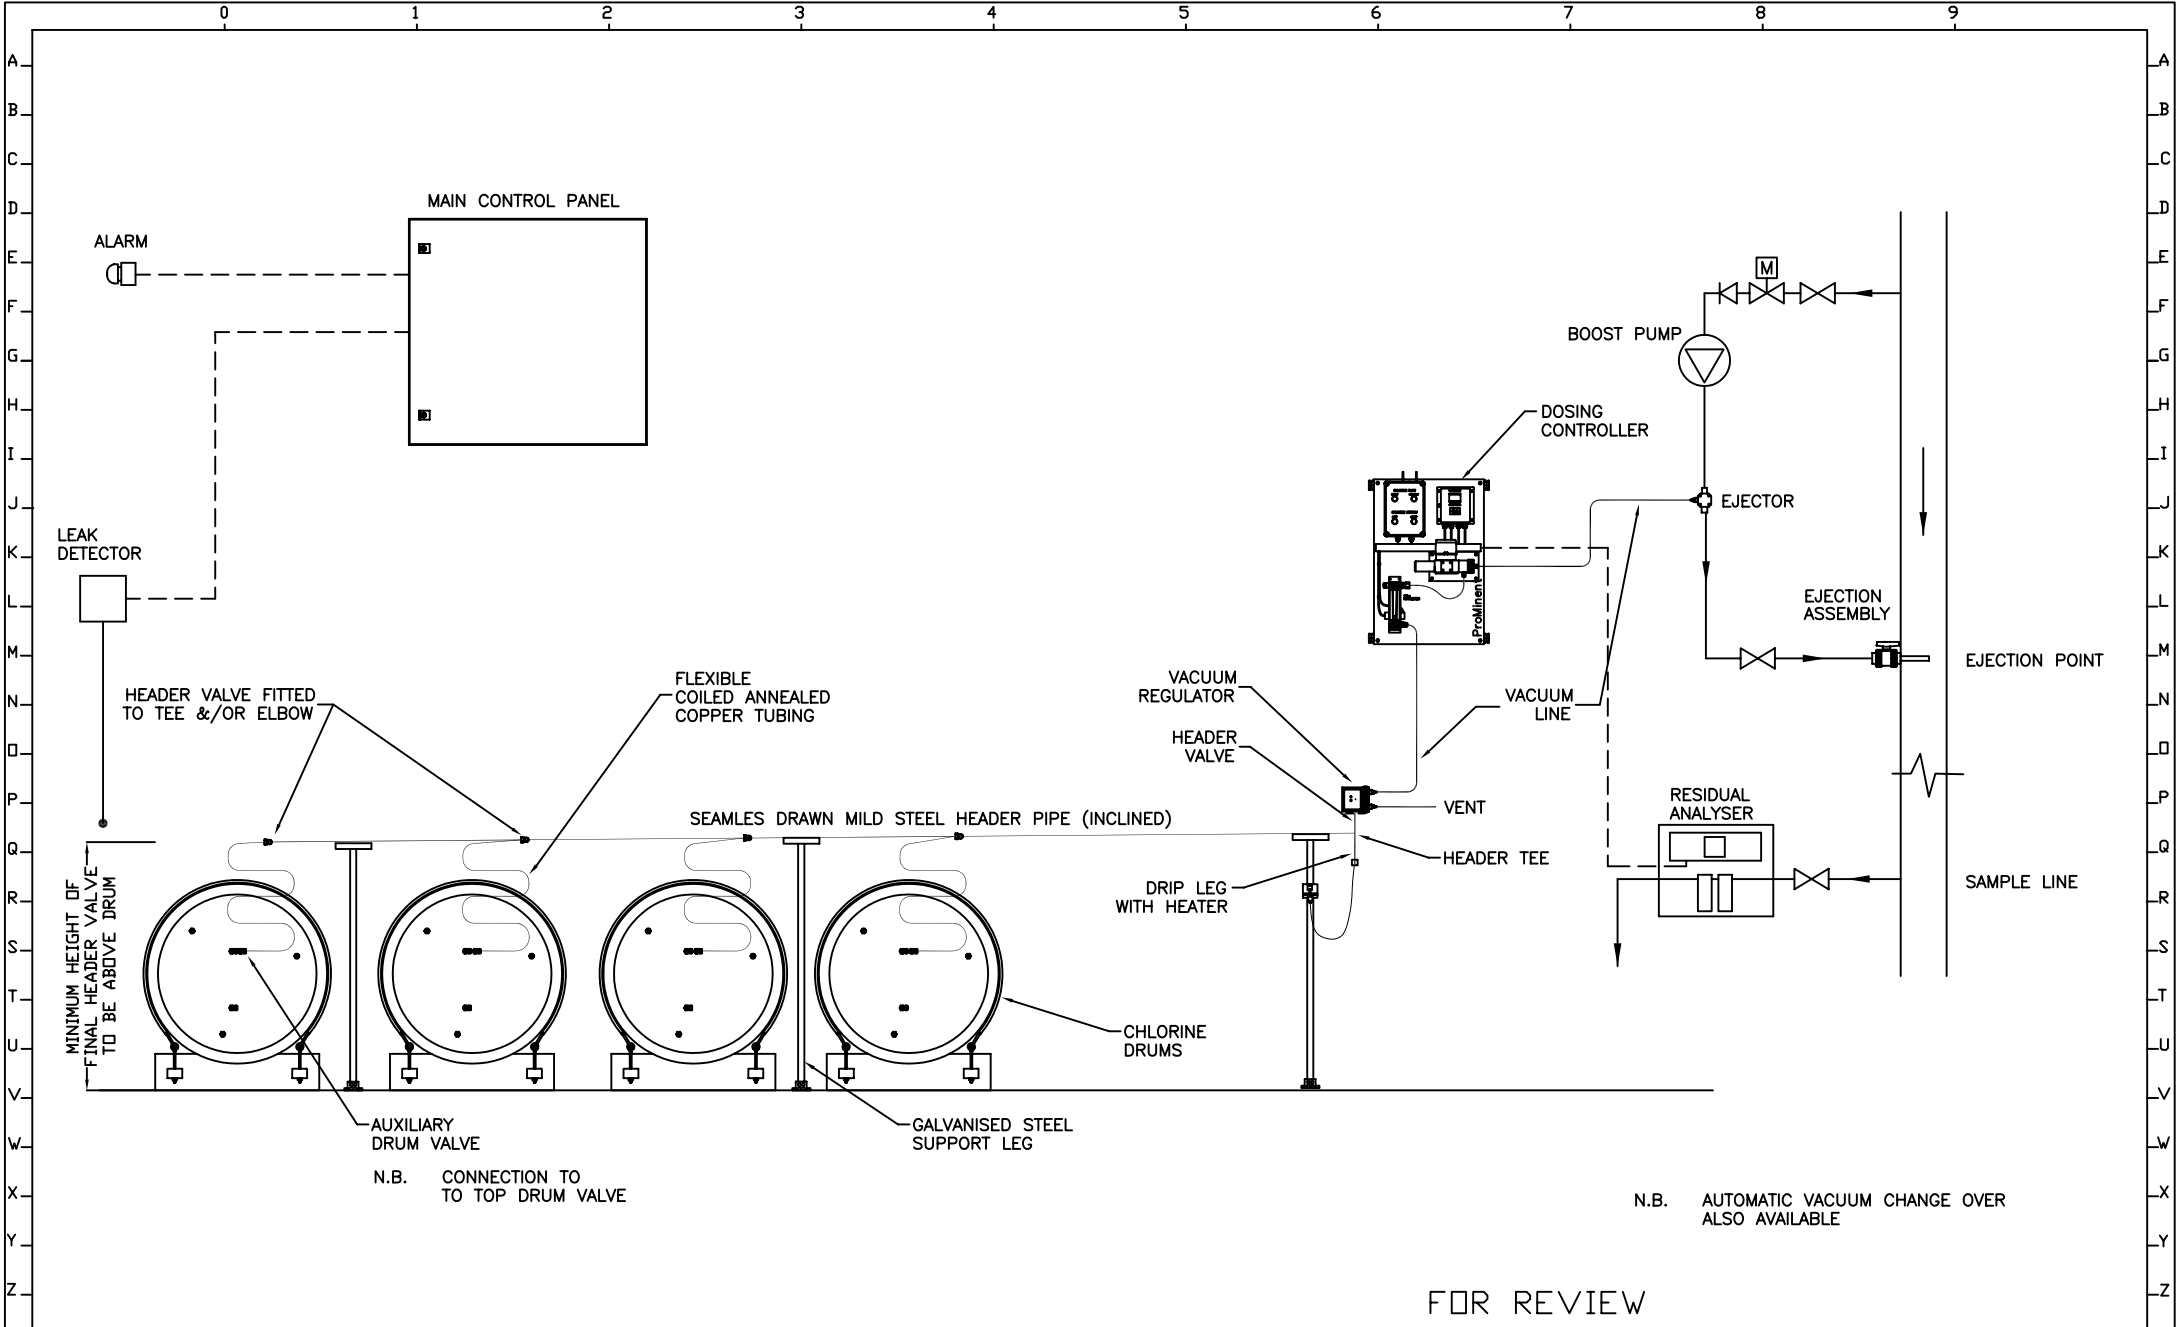 0 1 2 3 4 5 6 7 8 9
A A
B B
C C
D D
E E
F F
G G
H H
I I
J J
K K
L L
M M
N N
O O
P P
Q Q
R R
S S
T T
U U
V V
W W
X X
Y Y
Z Z
MAIN CONTROL PANEL
ALARM
M
BOOST PUMP
DOSING
CONTROLLER
EJECTOR
LEAK
DETECTOR
ProMinent
EJECTION
ASSEMBLY
EJECTION POINT
HEADER VALVE FITTED
TO TEE &/OR ELBOW
FLEXIBLE
COILED ANNEALED
COPPER TUBING
VACUUM
REGULATOR
VACUUM
LINE
HEADER
VALVE
VENT
SEAMLES DRAWN MILD STEEL HEADER PIPE (INCLINED)
RESIDUAL
ANALYSER
HEADER TEE
DRIP LEG
WITH HEATER
SAMPLE LINE
MINIMUM HEIGHT OF
FINAL HEADER VALVE
TO BE ABOVE DRUM
CHLORINE
DRUMS
AUXILIARY
DRUM VALVE
GALVANISED STEEL
SUPPORT LEG
N.B. CONNECTION TO
TO TOP DRUM VALVE
N.B. AUTOMATIC VACUUM CHANGE OVER
ALSO AVAILABLE
FOR REVIEW